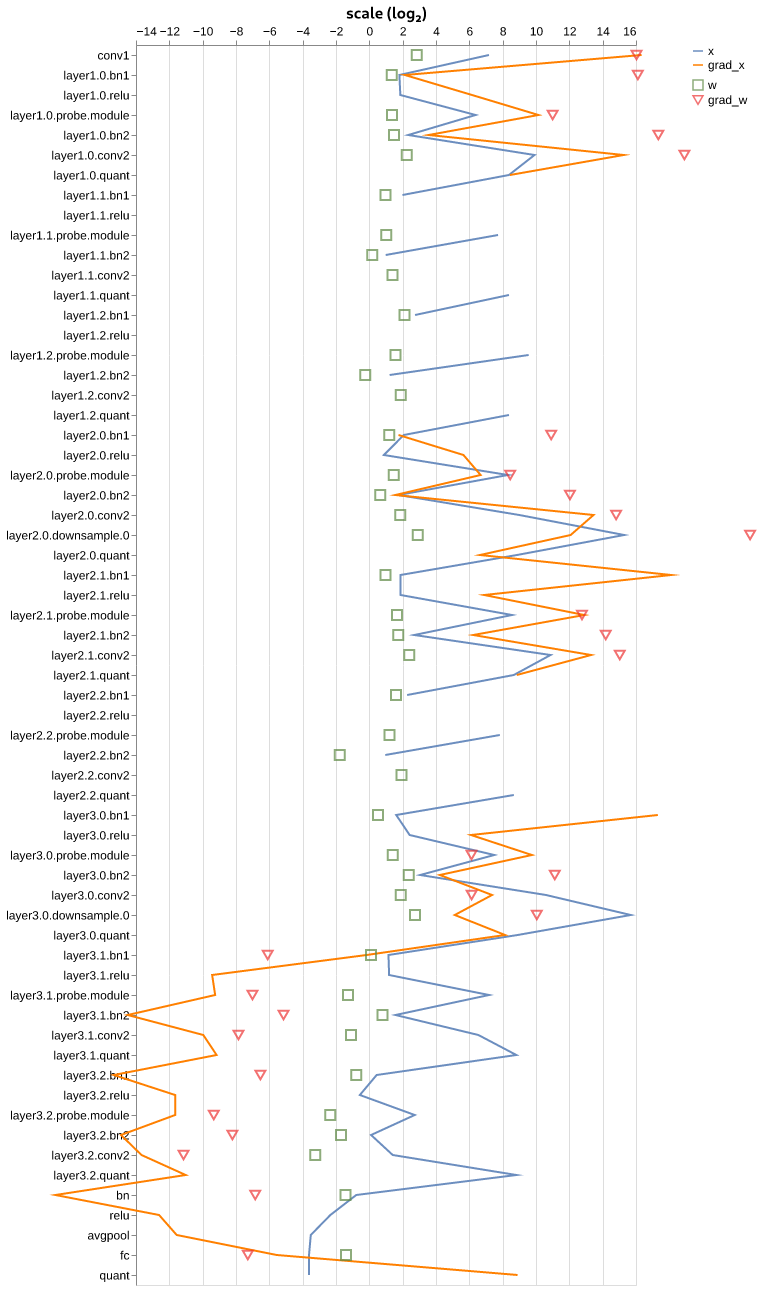 scale (log₂)
−14 −12 −10 −8 −6 −4 −2 0 2 4 6 8 10 12 14 16
x
grad_x
w
grad_w
conv1
layer1.0.bn1
layer1.0.relu
layer1.0.probe.module
layer1.0.bn2
layer1.0.conv2
layer1.0.quant
layer1.1.bn1
layer1.1.relu
layer1.1.probe.module
layer1.1.bn2
layer1.1.conv2
layer1.1.quant
layer1.2.bn1
layer1.2.relu
layer1.2.probe.module
layer1.2.bn2
layer1.2.conv2
layer1.2.quant
layer2.0.bn1
layer2.0.relu
layer2.0.probe.module
layer2.0.bn2
layer2.0.conv2
layer2.0.downsample.0
layer2.0.quant
layer2.1.bn1
layer2.1.relu
layer2.1.probe.module
layer2.1.bn2
layer2.1.conv2
layer2.1.quant
layer2.2.bn1
layer2.2.relu
layer2.2.probe.module
layer2.2.bn2
layer2.2.conv2
layer2.2.quant
layer3.0.bn1
layer3.0.relu
layer3.0.probe.module
layer3.0.bn2
layer3.0.conv2
layer3.0.downsample.0
layer3.0.quant
layer3.1.bn1
layer3.1.relu
layer3.1.probe.module
layer3.1.bn2
layer3.1.conv2
layer3.1.quant
layer3.2.bn1
layer3.2.relu
layer3.2.probe.module
layer3.2.bn2
layer3.2.conv2
layer3.2.quant
bn
relu
avgpool
fc
quant